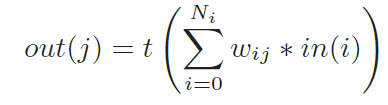 out(j) = t ( ∑_{i=0}^{N_i} w_{ij} * in(i) )